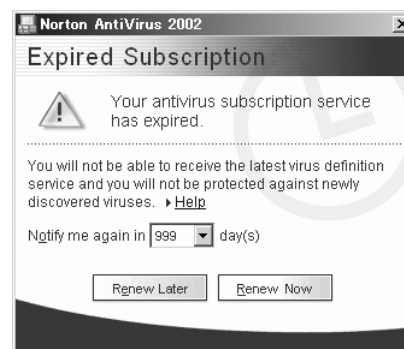 Norton AntiVirus 2002
Expired Subscription
Your antivirus subscription service
has expired.
You will not be able to receive the latest virus definition
service and you will not be protected against newly
discovered viruses. Help
Notify me again in 999 day(s)
Renew Later Renew Now